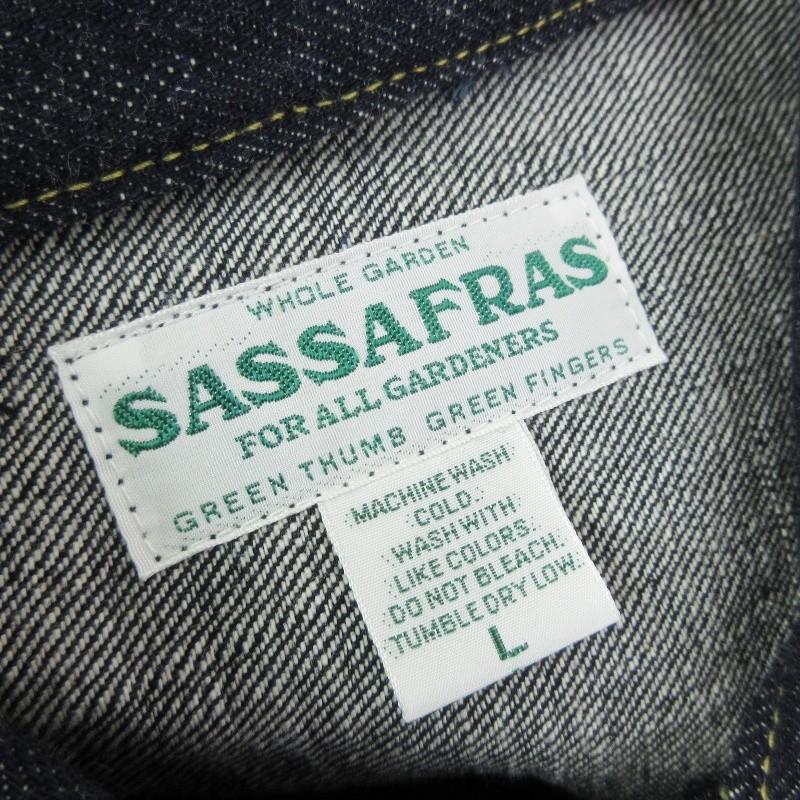 WHOLE GARDEN
SASSAFRAS
FOR ALL GARDENERS
GREEN THUMB GREEN FINGERS
MACHINE WASH
COLD.
WASH WITH
LIKE COLORS.
DO NOT BLEACH.
TUMBLE DRY LOW.
L